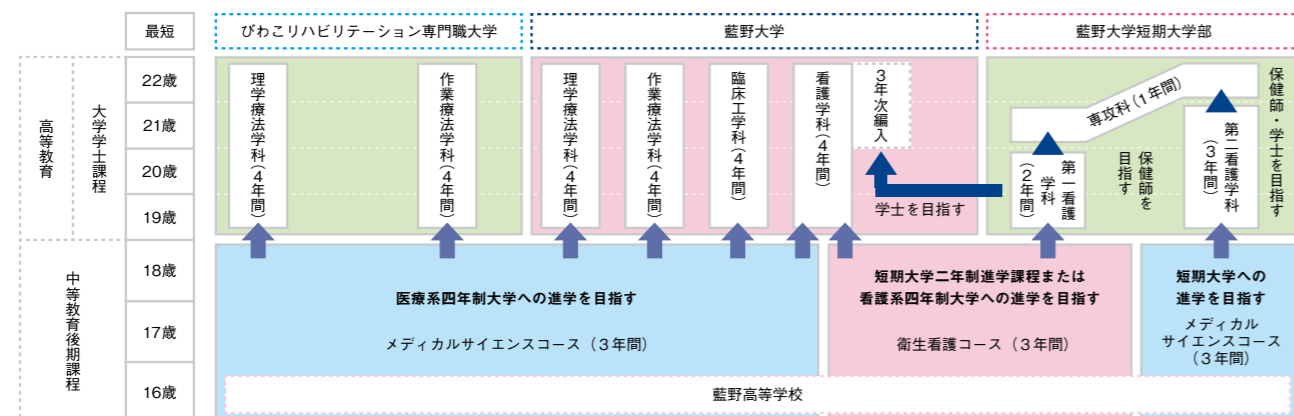 最短
びわこリハビリテーション専門職大学
藍野大学
藍野大学短期大学部
高等教育
大学学士課程
22歳
21歳
20歳
19歳
理学療法学科(4年間)
作業療法学科(4年間)
理学療法学科(4年間)
作業療法学科(4年間)
臨床工学科(4年間)
看護学科(4年間)
3年次編入
学士を目指す
第一看護
学科
(2年間)
専攻科(1年間)
保健師を
目指す
第二看護学科
(3年間)
保健師・学士を目指す
中等教育後期課程
18歳
17歳
16歳
医療系四年制大学への進学を目指す
メディカルサイエンスコース(3年間)
短期大学二年制進学課程または
看護系四年制大学への進学を目指す
衛生看護コース(3年間)
短期大学への
進学を目指す
メディカル
サイエンスコース
(3年間)
藍野高等学校